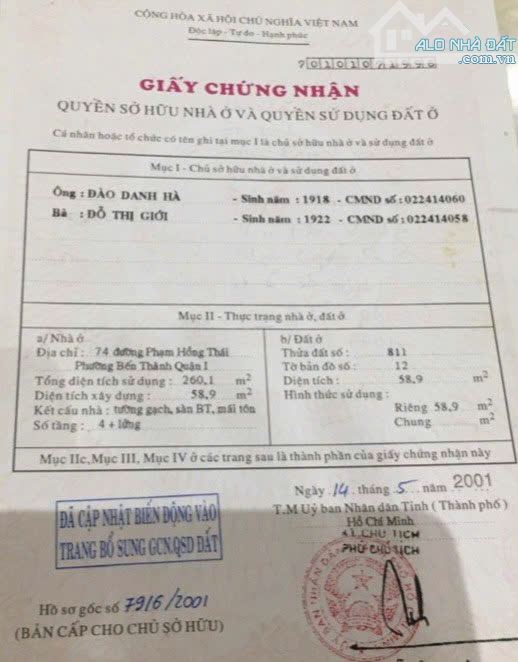 CỘNG HÒA XÃ HỘI CHỦ NGHĨA VIỆT NAM
Độc lập - Tự do - Hạnh phúc
ALO NHÀ ĐẤT
.com.vn
GIẤY CHỨNG NHẬN
QUYỀN SỞ HỮU NHÀ Ở VÀ QUYỀN SỬ DỤNG ĐẤT Ở
Cá nhân hoặc tổ chức có tên ghi tại mục I là chủ sở hữu nhà ở và sử dụng đất ở
Mục I - Chủ sở hữu nhà ở và sử dụng đất ở
Ông : ĐÀO DANH HÀ - Sinh năm : 1918 - CMND số : 022414060
Bà : ĐỖ THỊ GIỚI - Sinh năm : 1922 - CMND số : 022414058
Mục II - Thực trạng nhà ở, đất ở
a/ Nhà ở
Địa chỉ : 74 đường Phạm Hồng Thái
Phường Bến Thành Quận 1
Tổng diện tích sử dụng : 260,1 m²
Diện tích xây dựng : 58,9 m²
Kết cấu nhà : tường gạch, sàn BT, mái tôn
Số tầng : 4 + lửng
b/ Đất ở
Thửa đất số : 811
Tờ bản đồ số : 12
Diện tích : 58,9 m²
Hình thức sử dụng :
Riêng 58,9 m²
Chung m²
Mục IIc, Mục III, Mục IV ở các trang sau là thành phần của giấy chứng nhận này
Ngày 14 tháng 5 năm 2001
T.M Uỷ ban Nhân dân Tỉnh ( Thành phố )
Hồ Chí Minh
KT.CHỦ TỊCH
PHÓ CHỦ TỊCH
ĐÃ CẬP NHẬT BIẾN ĐỘNG VÀO
TRANG BỔ SUNG GCN.QSD ĐẤT
Hồ sơ gốc số 7916/2001
(BẢN CẤP CHO CHỦ SỞ HỮU)